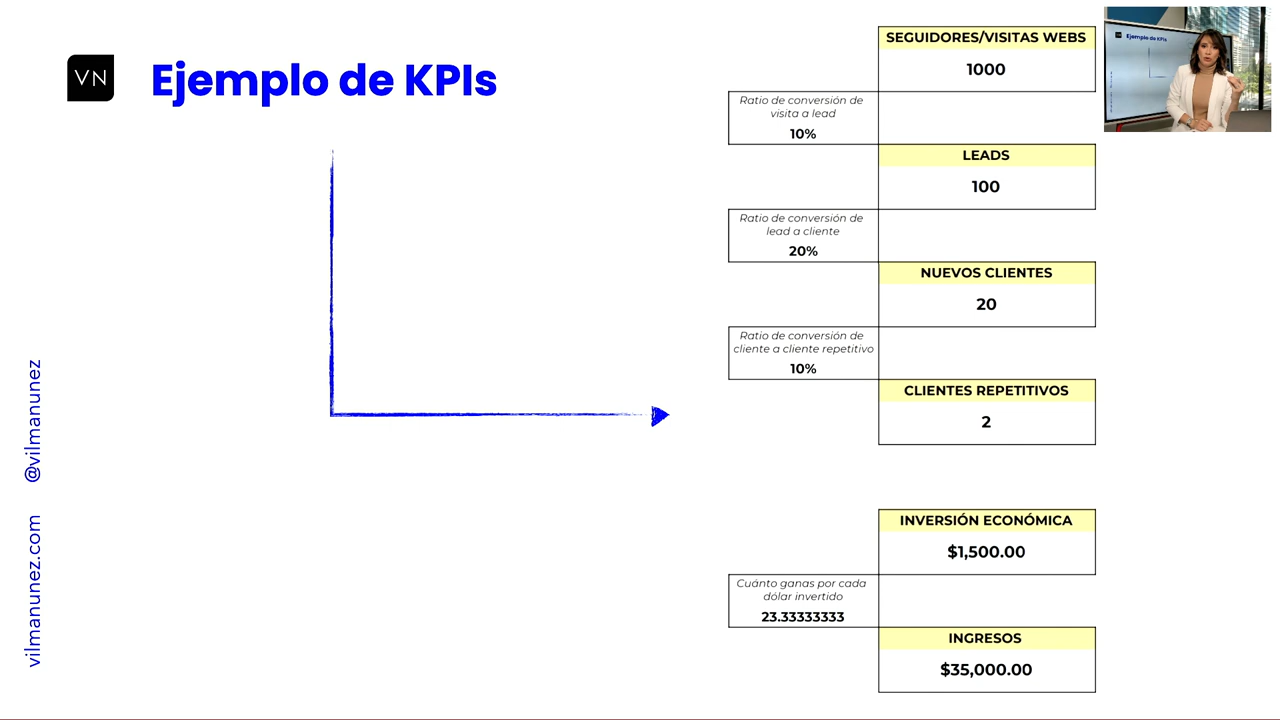 VN
Ejemplo de KPIs
@vilmanunez
vilmanunez.com
SEGUIDORES/VISITAS WEBS
1000
Ratio de conversión de
visita a lead
10%
LEADS
100
Ratio de conversión de
lead a cliente
20%
NUEVOS CLIENTES
20
Ratio de conversión de
cliente a cliente repetitivo
10%
CLIENTES REPETITIVOS
2
INVERSIÓN ECONÓMICA
$1,500.00
Cuánto ganas por cada
dólar invertido
23.33333333
INGRESOS
$35,000.00
Ejemplo de KPIs